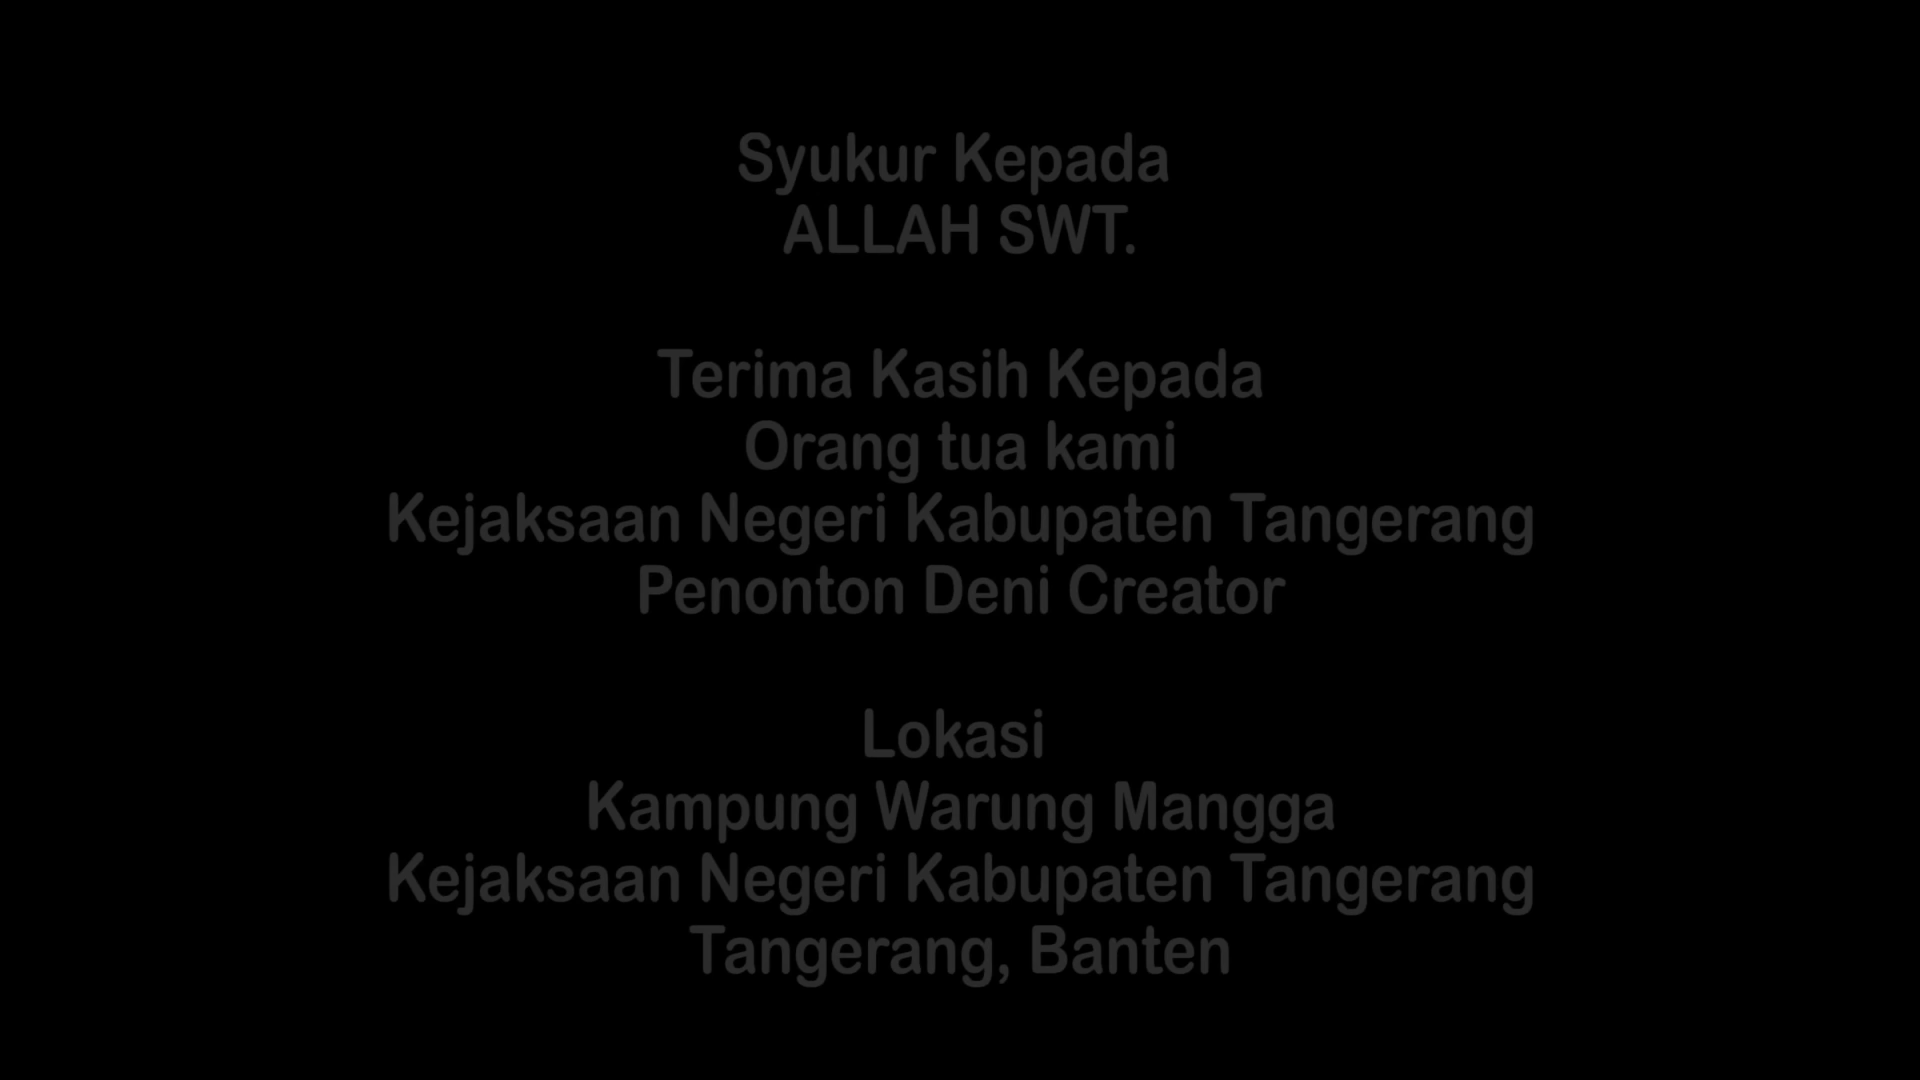 Syukur Kepada
ALLAH SWT.
Terima Kasih Kepada
Orang tua kami
Kejaksaan Negeri Kabupaten Tangerang
Penonton Deni Creator
Lokasi
Kampung Warung Mangga
Kejaksaan Negeri Kabupaten Tangerang
Tangerang, Banten